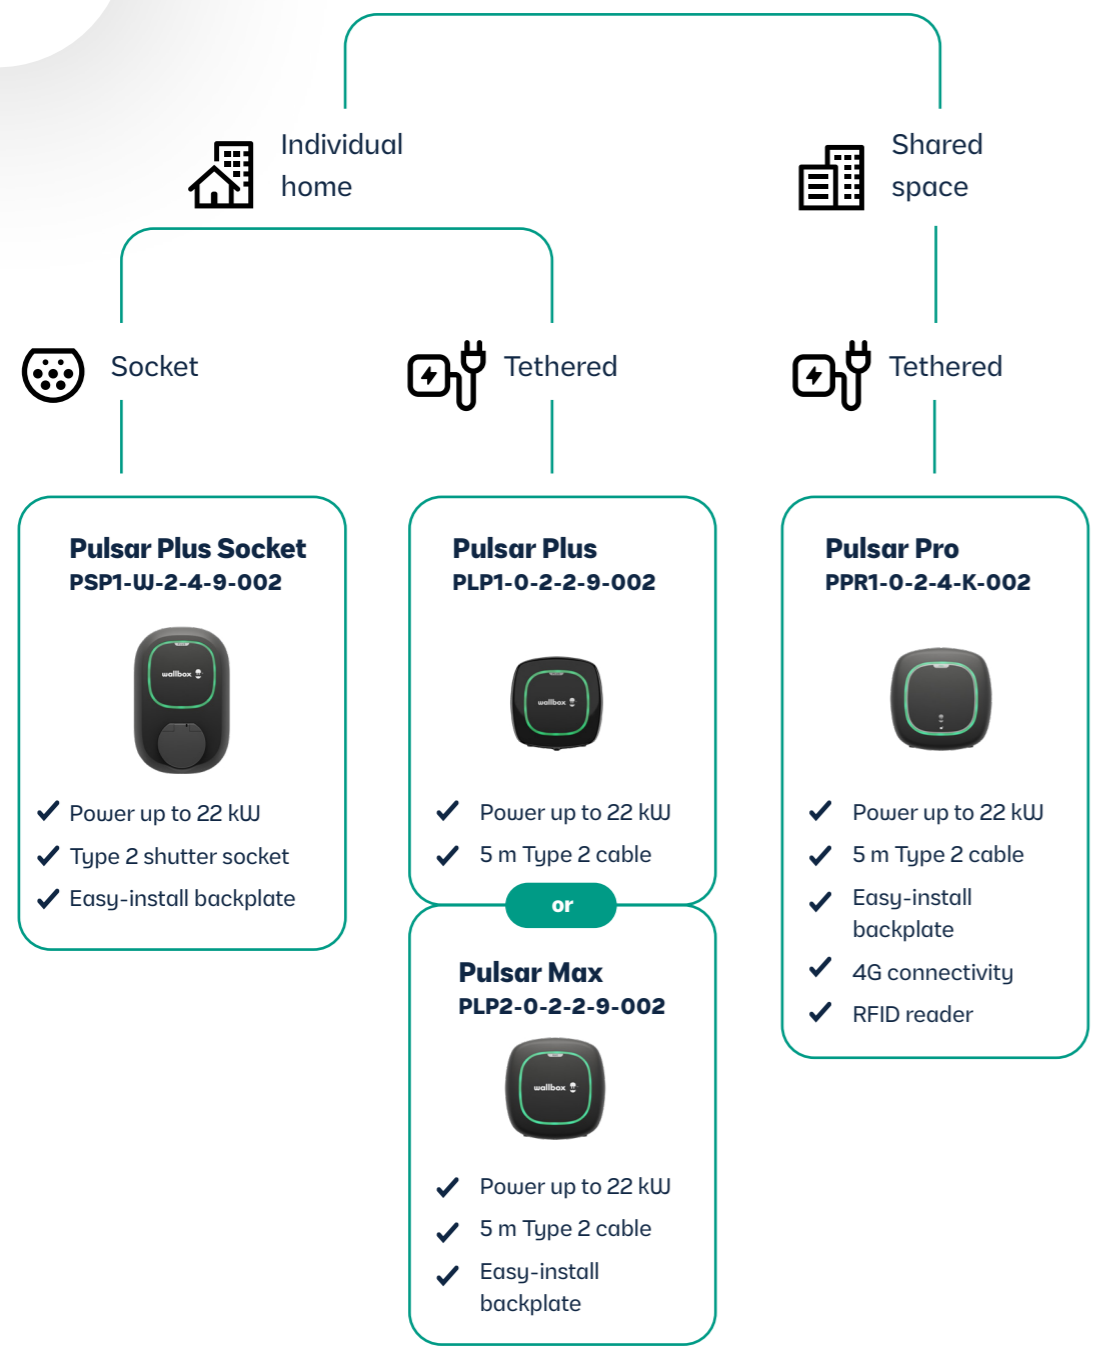 Individual
home
Shared
space
Socket
Tethered
Tethered
Pulsar Plus Socket
PSP1-W-2-4-9-002
wallbox
Power up to 22 kW
Type 2 shutter socket
Easy-install backplate
Pulsar Plus
PLP1-0-2-2-9-002
wallbox
Power up to 22 kW
5 m Type 2 cable
or
Pulsar Max
PLP2-0-2-2-9-002
wallbox
Power up to 22 kW
5 m Type 2 cable
Easy-install
backplate
Pulsar Pro
PPR1-0-2-4-K-002
Power up to 22 kW
5 m Type 2 cable
Easy-install
backplate
4G connectivity
RFID reader